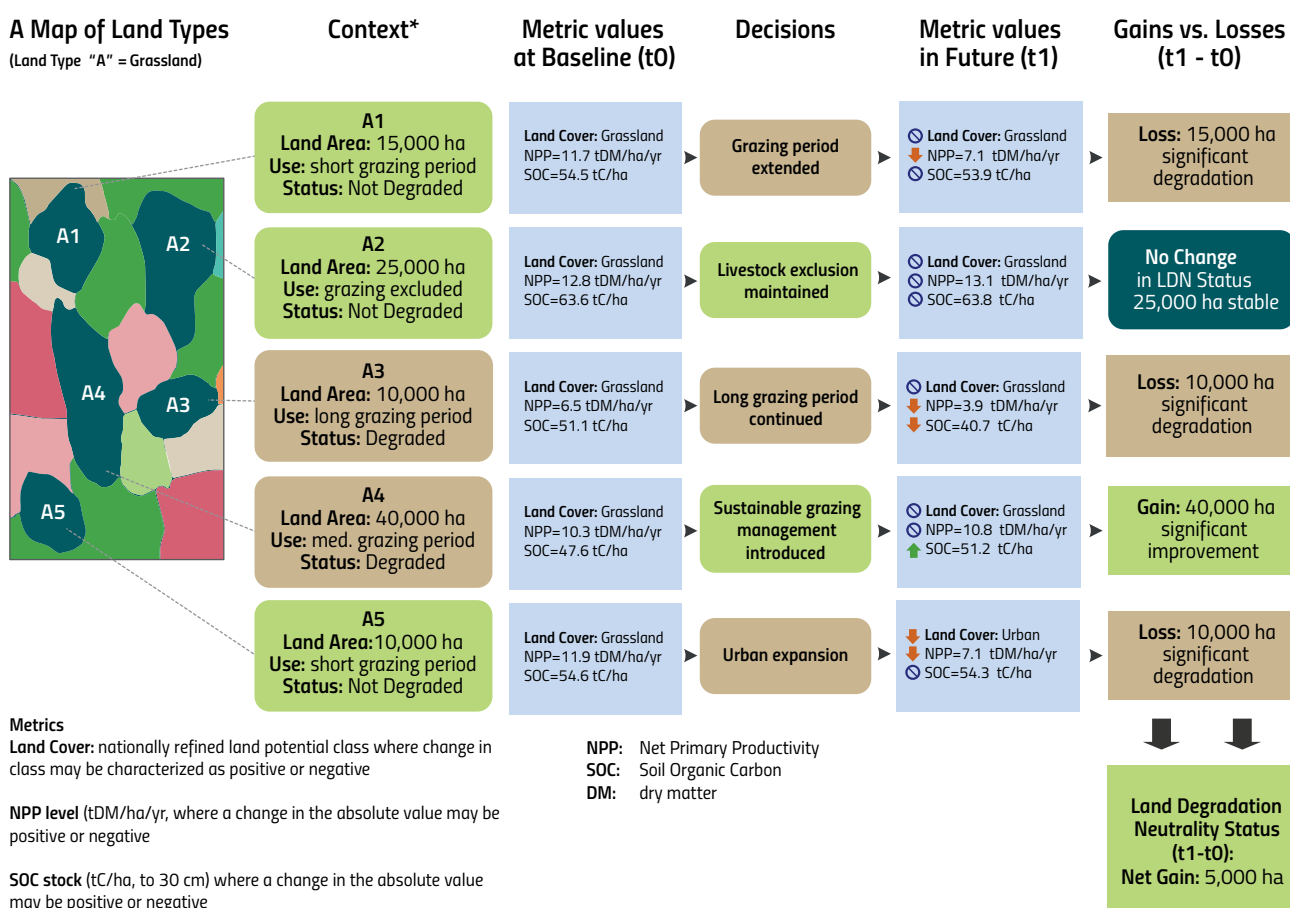 A Map of Land Types
(Land Type "A" = Grassland)
Context*
Metric values
at Baseline (t0)
Decisions
Metric values
in Future (t1)
Gains vs. Losses
(t1 - t0)
A1
A2
A4
A3
A5
A1
Land Area: 15,000 ha
Use: short grazing period
Status: Not Degraded
Land Cover: Grassland
NPP=11.7 tDM/ha/yr
SOC=54.5 tC/ha
Grazing period
extended
Land Cover: Grassland
NPP=7.1 tDM/ha/yr
SOC=53.9 tC/ha
Loss: 15,000 ha
significant
degradation
A2
Land Area: 25,000 ha
Use: grazing excluded
Status: Not Degraded
Land Cover: Grassland
NPP=12.8 tDM/ha/yr
SOC=63.6 tC/ha
Livestock exclusion
maintained
Land Cover: Grassland
NPP=13.1 tDM/ha/yr
SOC=63.8 tC/ha
No Change
in LDN Status
25,000 ha stable
A3
Land Area: 10,000 ha
Use: long grazing period
Status: Degraded
Land Cover: Grassland
NPP=6.5 tDM/ha/yr
SOC=51.1 tC/ha
Long grazing period
continued
Land Cover: Grassland
NPP=3.9 tDM/ha/yr
SOC=40.7 tC/ha
Loss: 10,000 ha
significant
degradation
A4
Land Area: 40,000 ha
Use: med. grazing period
Status: Degraded
Land Cover: Grassland
NPP=10.3 tDM/ha/yr
SOC=47.6 tC/ha
Sustainable grazing
management
introduced
Land Cover: Grassland
NPP=10.8 tDM/ha/yr
SOC=51.2 tC/ha
Gain: 40,000 ha
significant
improvement
A5
Land Area:10,000 ha
Use: short grazing period
Status: Not Degraded
Land Cover: Grassland
NPP=11.9 tDM/ha/yr
SOC=54.6 tC/ha
Urban expansion
Land Cover: Urban
NPP=7.1 tDM/ha/yr
SOC=54.3 tC/ha
Loss: 10,000 ha
significant
degradation
Metrics
Land Cover: nationally refined land potential class where change in
class may be characterized as positive or negative
NPP level (tDM/ha/yr, where a change in the absolute value may be
positive or negative
SOC stock (tC/ha, to 30 cm) where a change in the absolute value
may be positive or negative
NPP: Net Primary Productivity
SOC: Soil Organic Carbon
DM: dry matter
Land Degradation
Neutrality Status
(t1-t0):
Net Gain: 5,000 ha